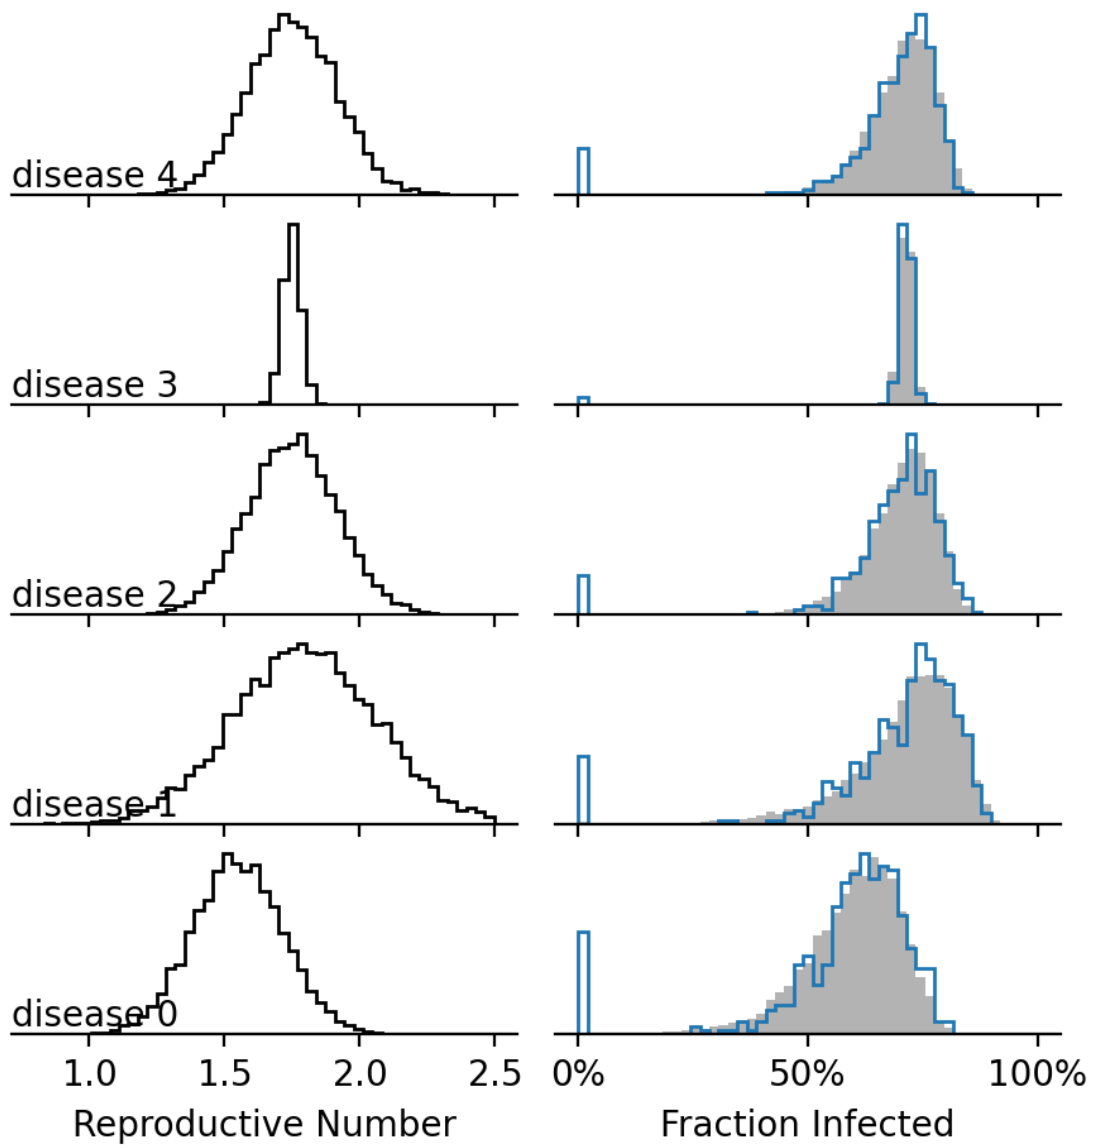 disease 4
disease 3
disease 2
disease 1
disease 0
1.0 1.5 2.0 2.5 0% 50% 100%
Reproductive Number Fraction Infected